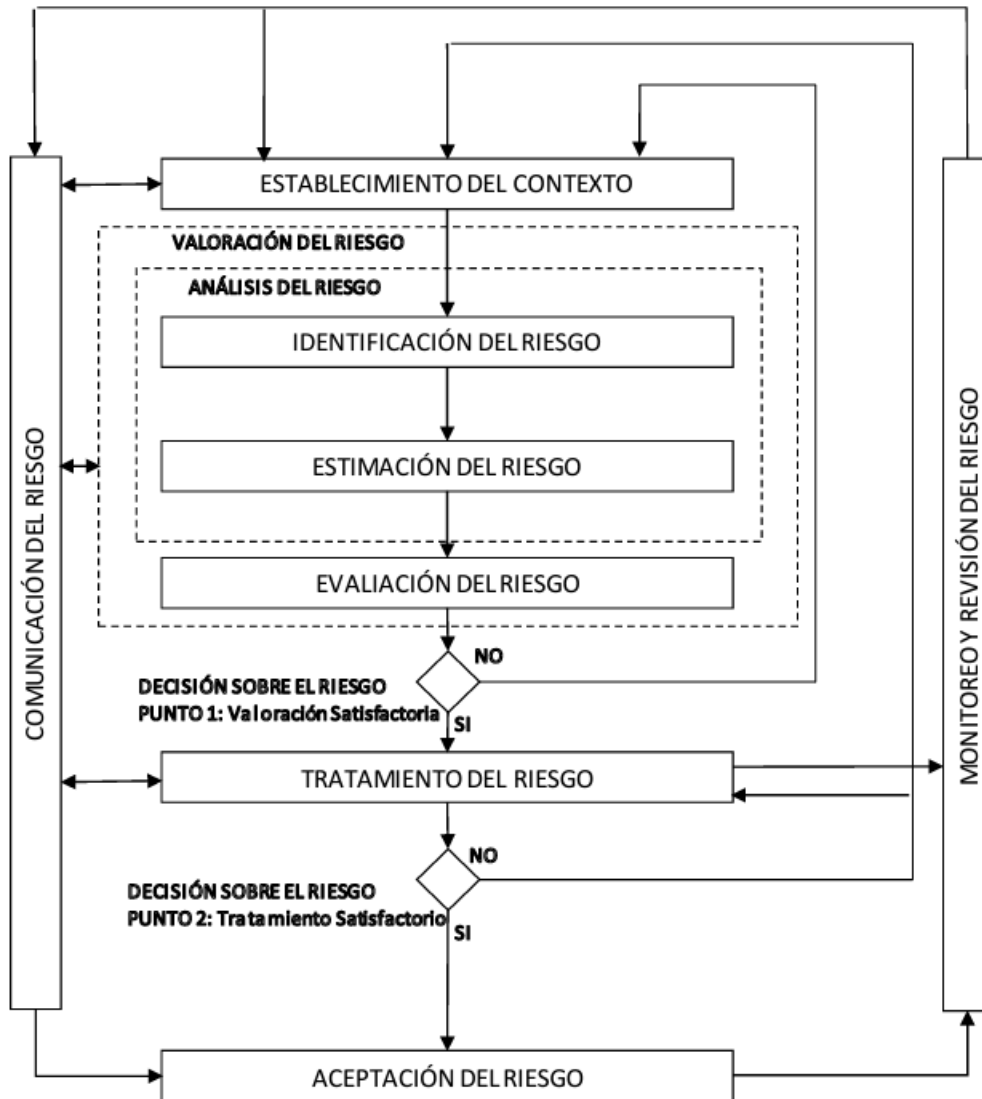 ESTABLECIMIENTO DEL CONTEXTO
VALORACIÓN DEL RIESGO
ANÁLISIS DEL RIESGO
IDENTIFICACIÓN DEL RIESGO
ESTIMACIÓN DEL RIESGO
EVALIACIÓN DEL RIESGO
NO
DECISIÓN SOBRE EL RIESGO
PUNTO 1: Valoración Satisfactoria
SI
TRATAMIENTO DEL RIESGO
NO
DECISIÓN SOBRE EL RIESGO
PUNTO 2: Tratamiento Satisfactorio
SI
ACEPTACIÓN DEL RIESGO
COMUNICACIÓN DEL RIESGO
MONITOREO Y REVISIÓN DEL RIESGO